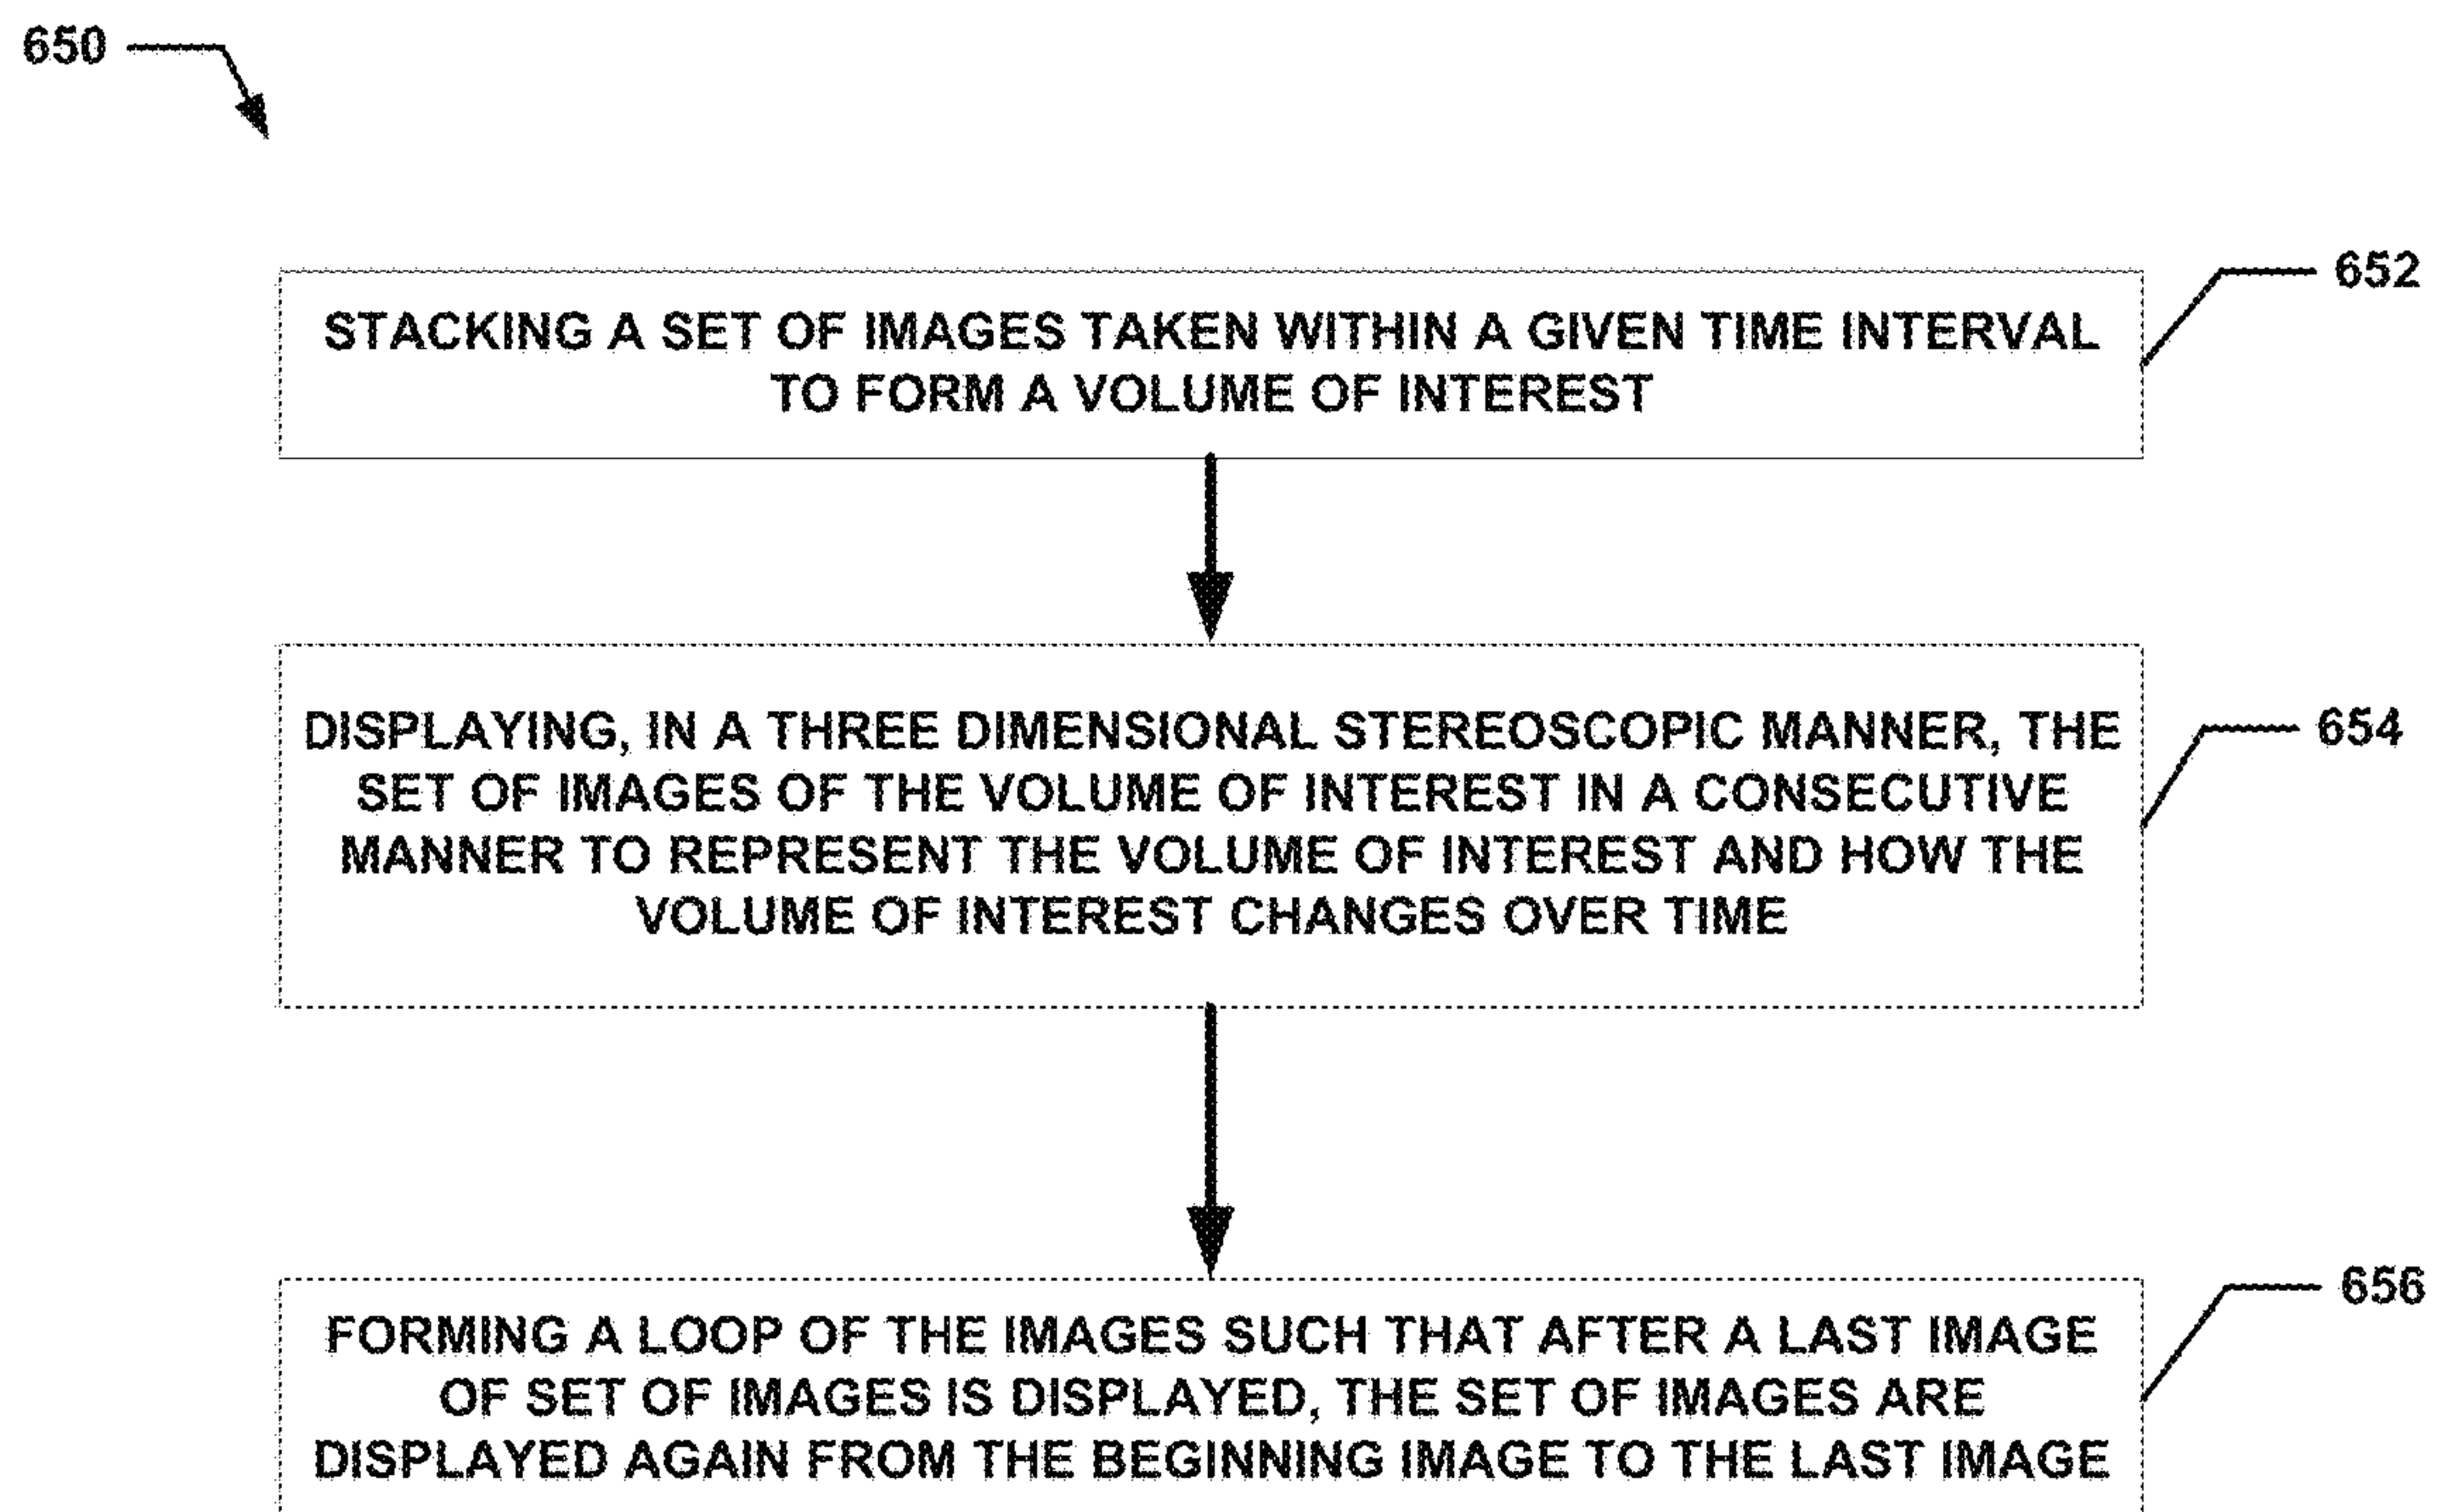 650
652
STACKING A SET OF IMAGES TAKEN WITHIN A GIVEN TIME INTERVAL
TO FORM A VOLUME OF INTEREST
654
DISPLAYING, IN A THREE DIMENSIONAL STEREOSCOPIC MANNER, THE
SET OF IMAGES OF THE VOLUME OF INTEREST IN A CONSECUTIVE
MANNER TO REPRESENT THE VOLUME OF INTEREST AND HOW THE
VOLUME OF INTEREST CHANGES OVER TIME
656
FORMING A LOOP OF THE IMAGES SUCH THAT AFTER A LAST IMAGE
OF SET OF IMAGES IS DISPLAYED, THE SET OF IMAGES ARE
DISPLAYED AGAIN FROM THE BEGINNING IMAGE TO THE LAST IMAGE